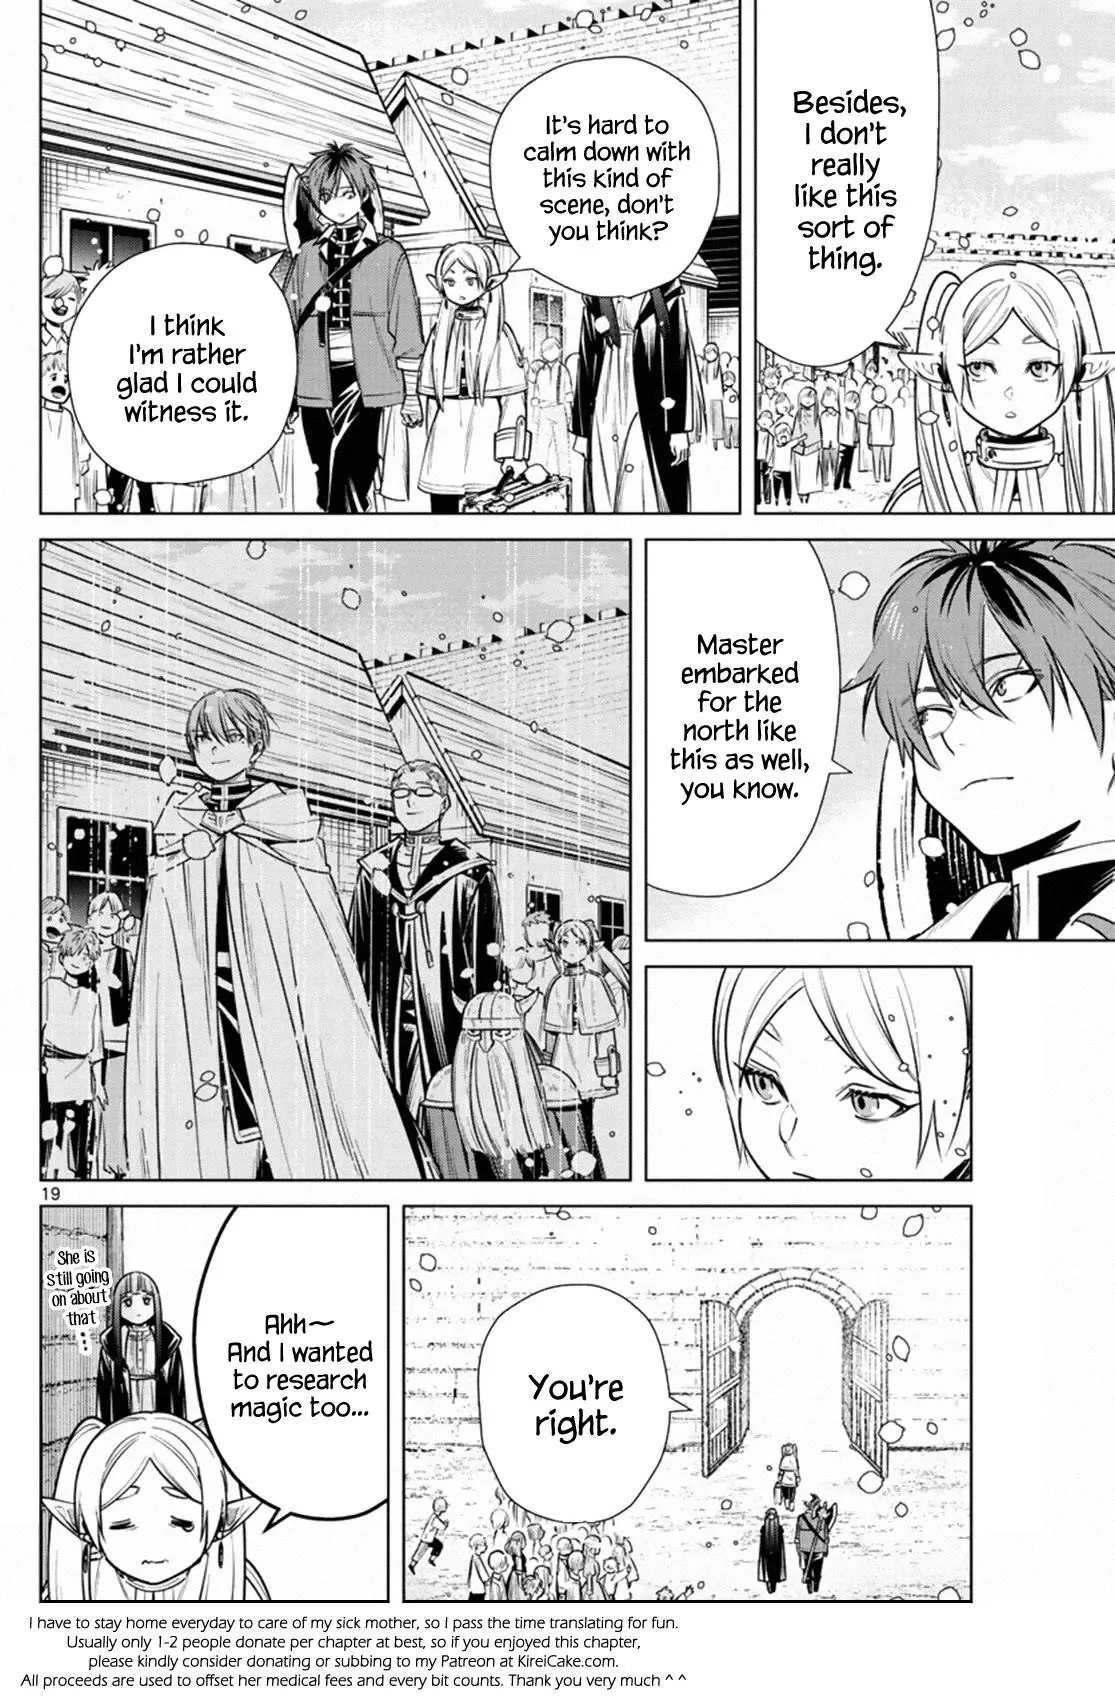 Besides,
I don't
really
like this
sort of
thing.
It's hard to
calm down with
this kind of
scene, don't
you think?
I think
I'm rather
glad I could
witness it.
Master
embarked
for the
north like
this as well,
you know.
19
You're
right.
Ahh~
And I wanted
to research
magic too...
She is
still going
on about
that
...
I have to stay home everyday to care of my sick mother, so I pass the time translating for fun.
Usually only 1-2 people donate per chapter at best, so if you enjoyed this chapter,
please kindly consider donating or subbing to my Patreon at KireiCake.com.
All proceeds are used to offset her medical fees and every bit counts. Thank you very much ^ ^